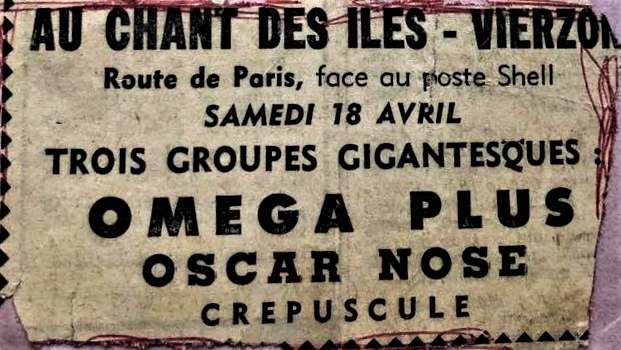 AU CHANT DES ILES - VIERZON
Route de Paris, face au poste Shell
SAMEDI 18 AVRIL
TROIS GROUPES GIGANTESQUES :
OMEGA PLUS
OSCAR NOSE
CREPUSCULE